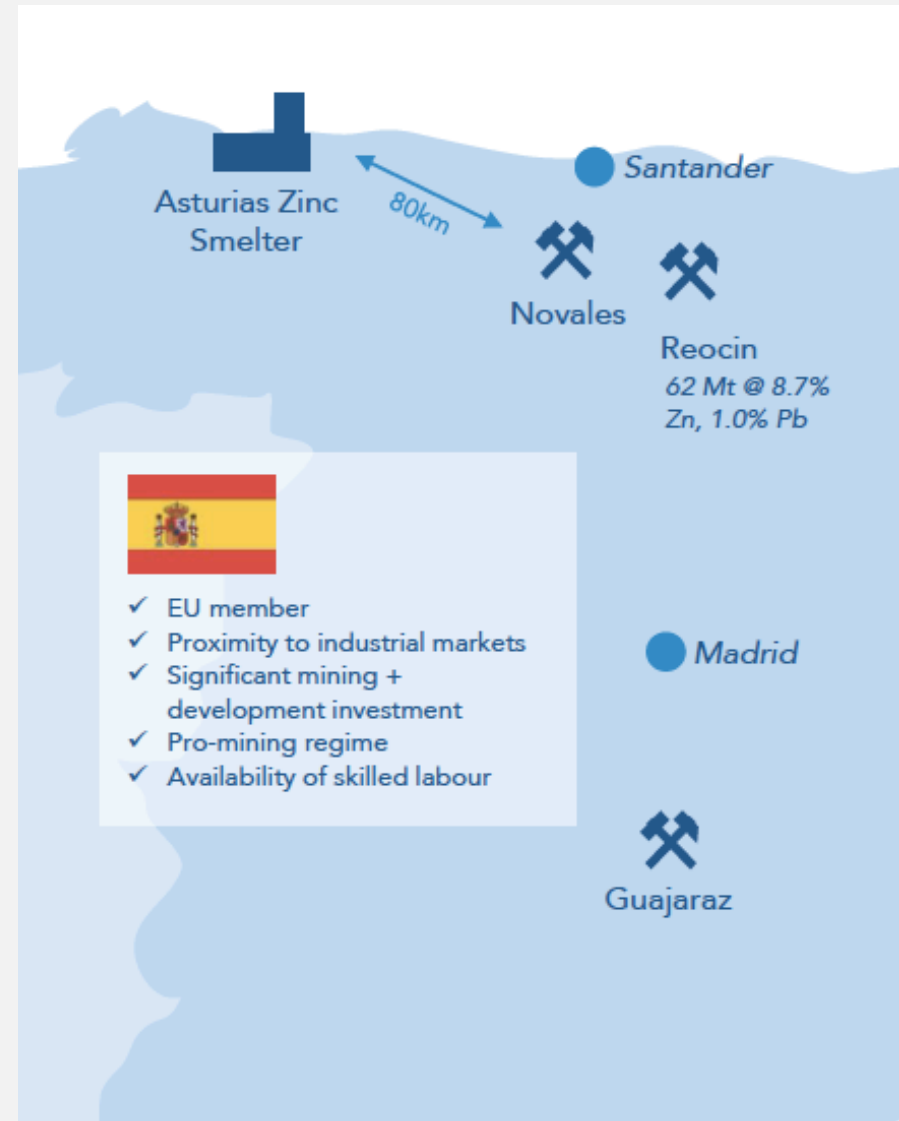 Santander
Asturias Zinc
Smelter
80km
Novales
Reocin
62 Mt @ 8.7%
Zn, 1.0% Pb
✓ EU member
✓ Proximity to industrial markets
✓ Significant mining +
development investment
✓ Pro-mining regime
✓ Availability of skilled labour
Madrid
Guajaraz